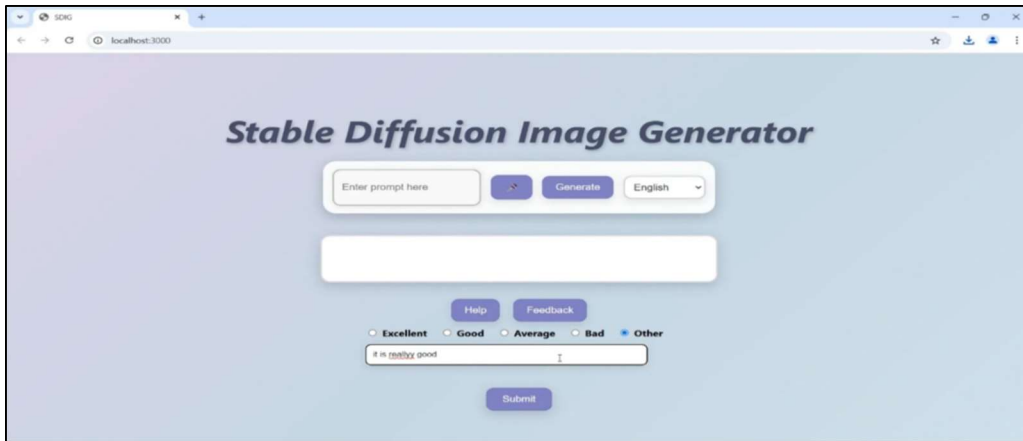 SDIG
localhost:3000
Stable Diffusion Image Generator
Enter prompt here Generate English
Help Feedback
Excellent Good Average Bad Other
it is reallyy good
Submit